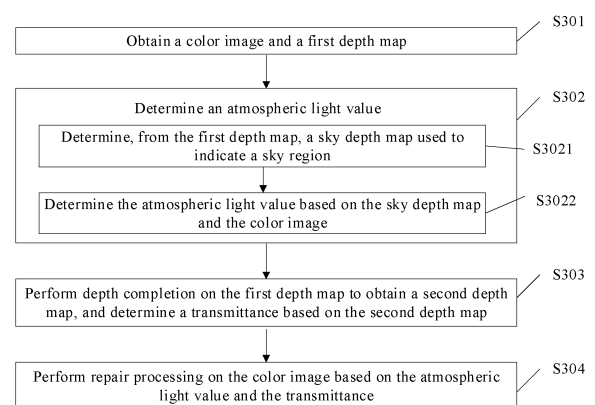 S301
Obtain a color image and a first depth map
S302
Determine an atmospheric light value
Determine, from the first depth map, a sky depth map used to
indicate a sky region
S3021
Determine the atmospheric light value based on the sky depth map
and the color image
S3022
S303
Perform depth completion on the first depth map to obtain a second depth
map, and determine a transmittance based on the second depth map
S304
Perform repair processing on the color image based on the atmospheric
light value and the transmittance